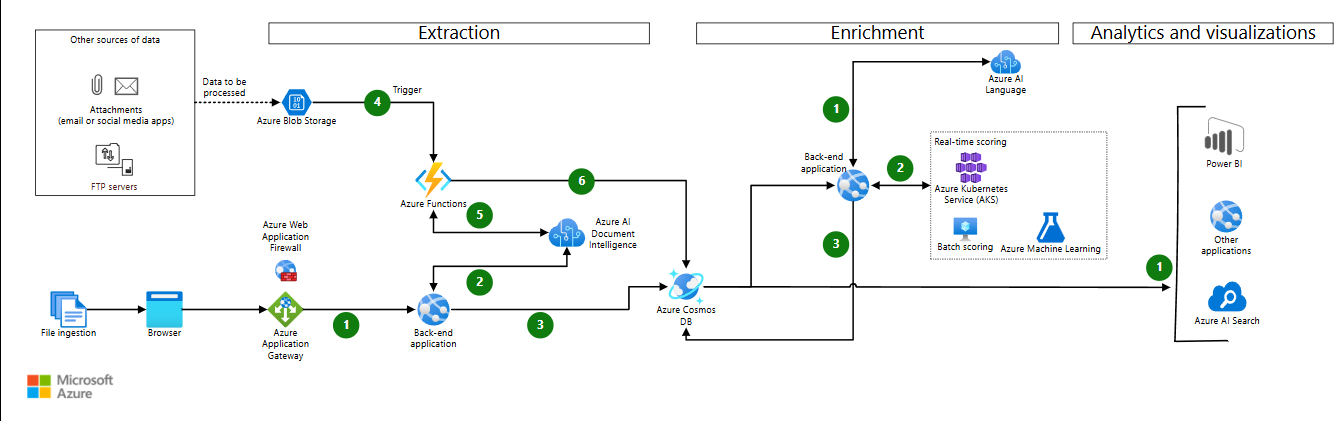 Extraction
Enrichment
Analytics and visualizations
Other sources of data
Attachments
(email or social media apps)
FTP servers
Data to be
processed
Azure Blob Storage
4
Trigger
Azure Functions
6
5
Azure AI
Document
Intelligence
Azure Web
Application
Firewall
2
File ingestion
Browser
Azure
Application
Gateway
1
Back-end
application
3
Azure Cosmos
DB
Azure AI
Language
1
Back-end
application
2
Real-time scoring
Azure Kubernetes
Service (AKS)
Batch scoring
Azure Machine Learning
3
1
Power BI
Other
applications
Azure AI Search
Microsoft
Azure